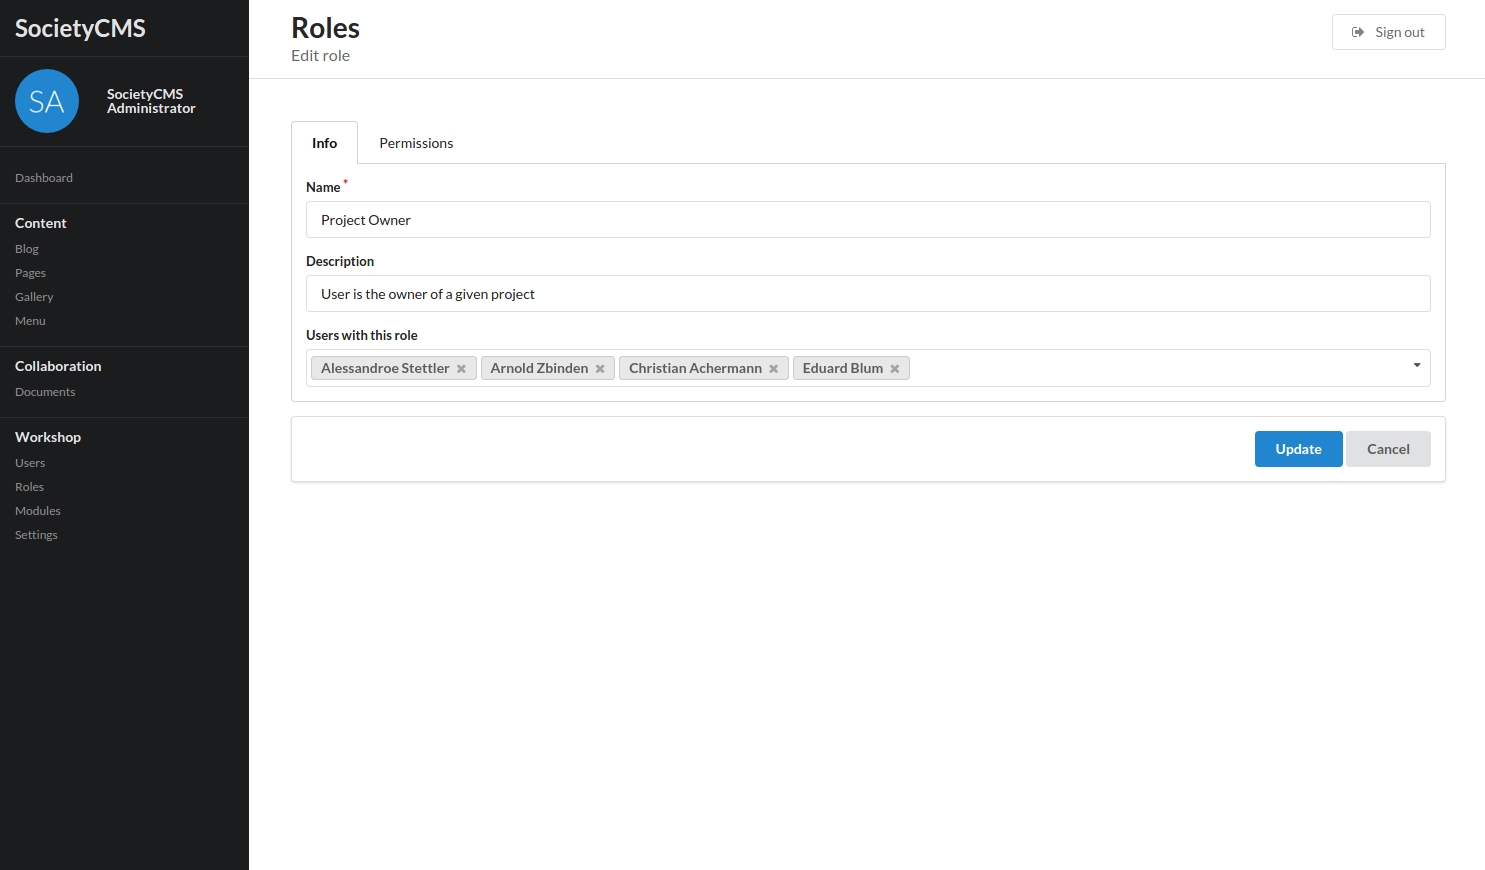 SocietyCMS
SA
SocietyCMS
Administrator
Dashboard
Content
Blog
Pages
Gallery
Menu
Collaboration
Documents
Workshop
Users
Roles
Modules
Settings
Roles
Edit role
Sign out
Info
Permissions
Name *
Project Owner
Description
User is the owner of a given project
Users with this role
Alessandroe Stettler Arnold Zbinden Christian Achermann Eduard Blum
Update
Cancel